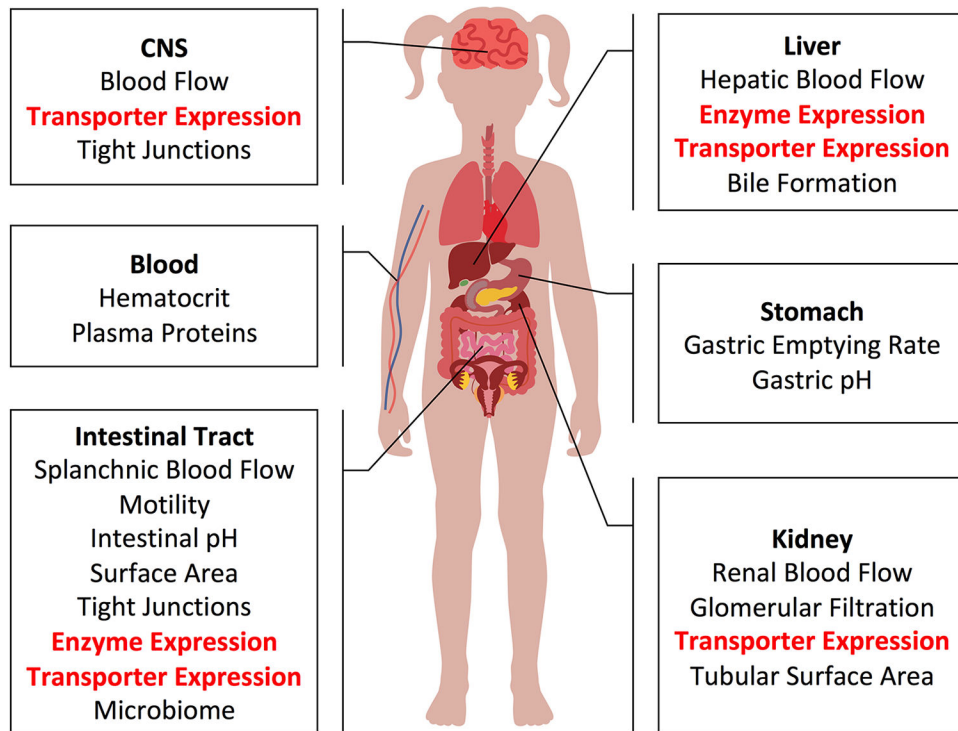 CNS
Blood Flow
Transporter Expression
Tight Junctions
Blood
Hematocrit
Plasma Proteins
Intestinal Tract
Splanchnic Blood Flow
Motility
Intestinal pH
Surface Area
Tight Junctions
Enzyme Expression
Transporter Expression
Microbiome
Liver
Hepatic Blood Flow
Enzyme Expression
Transporter Expression
Bile Formation
Stomach
Gastric Emptying Rate
Gastric pH
Kidney
Renal Blood Flow
Glomerular Filtration
Transporter Expression
Tubular Surface Area